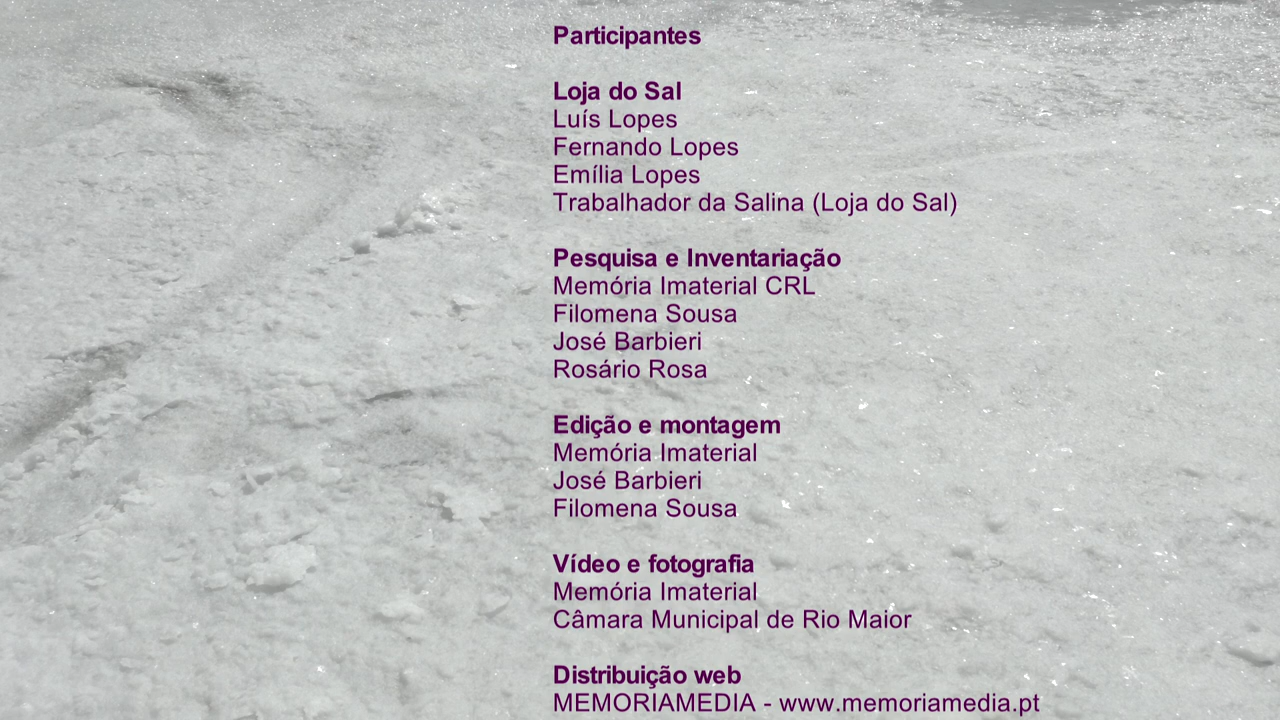 Participantes
Loja do Sal
Luís Lopes
Fernando Lopes
Emília Lopes
Trabalhador da Salina (Loja do Sal)
Pesquisa e Inventariação
Memória Imaterial CRL
Filomena Sousa
José Barbieri
Rosário Rosa
Edição e montagem
Memória Imaterial
José Barbieri
Filomena Sousa
Vídeo e fotografia
Memória Imaterial
Câmara Municipal de Rio Maior
Distribuição web
MEMORIAMEDIA - www.memoriamedia.pt